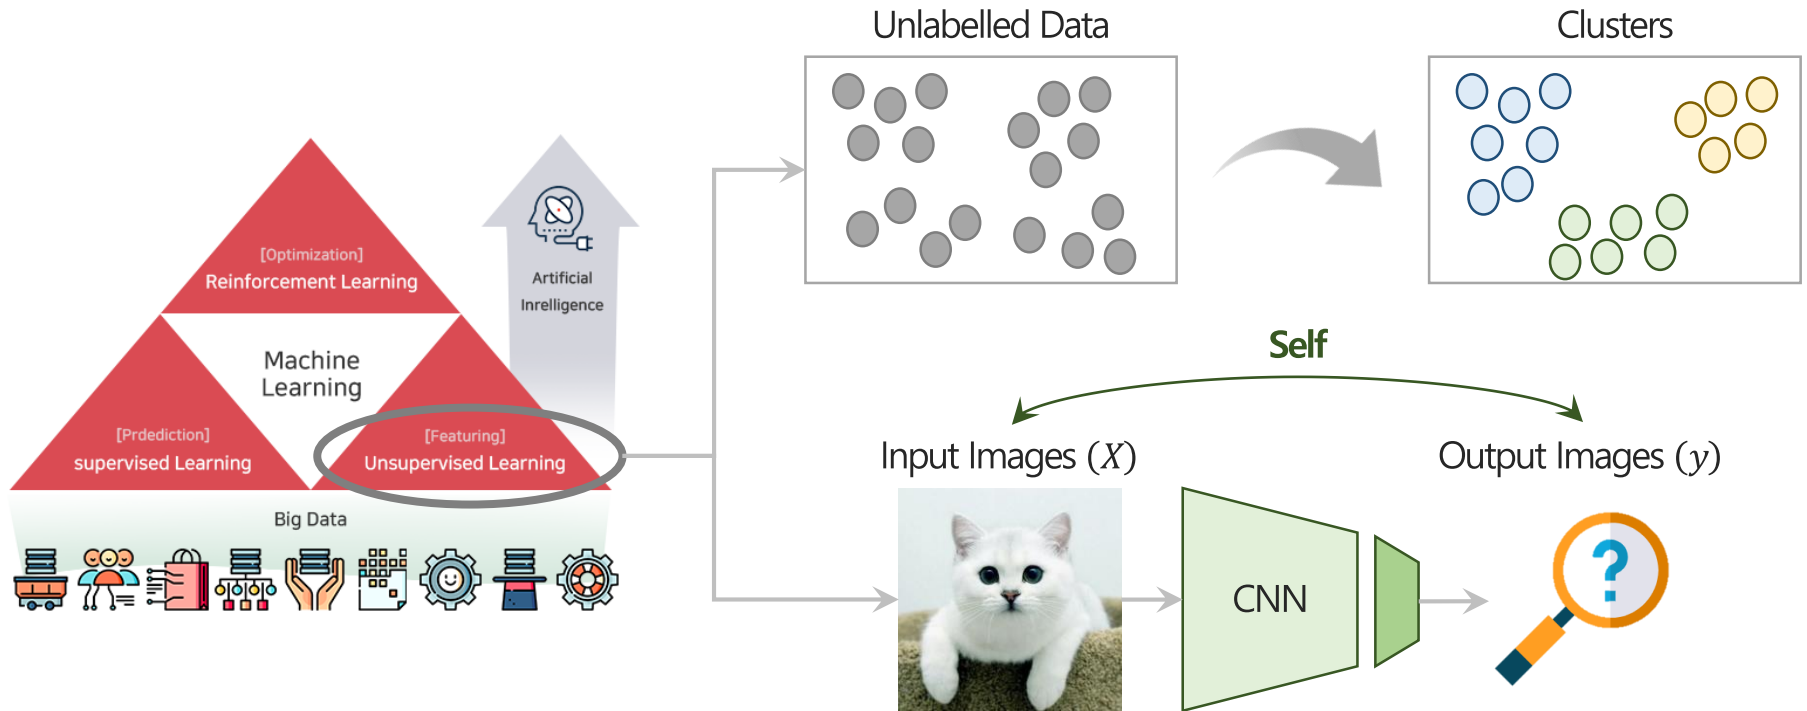 Unlabelled Data
Clusters
[Optimization]
Reinforcement Learning
Artificial
Inrelligence
Machine
Learning
[Prdediction]
supervised Learning
[Featuring]
Unsupervised Learning
Big Data
Self
Input Images (X)
Output Images (y)
CNN
?